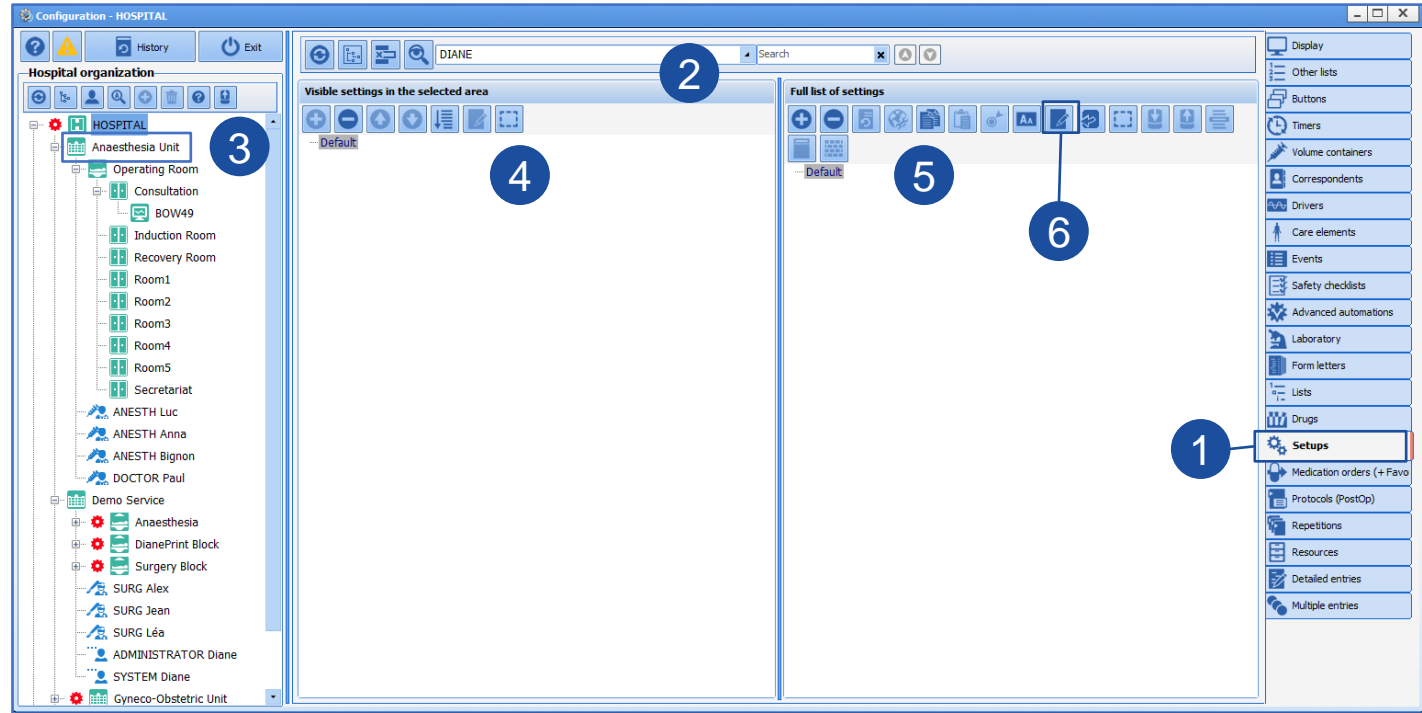 Configuration - HOSPITAL
History
Exit
Hospital organization
HOSPITAL
Anaesthesia Unit
Operating Room
Consultation
BOW49
Induction Room
Recovery Room
Room1
Room2
Room3
Room4
Room5
Secretariat
ANESTH Luc
ANESTH Anna
ANESTH Bignon
DOCTOR Paul
Demo Service
Anaesthesia
DianePrint Block
Surgery Block
SURG Alex
SURG Jean
SURG Léa
ADMINISTRATOR Diane
SYSTEM Diane
Gyneco-Obstetric Unit
3
DIANE
Search
2
Visible settings in the selected area
Default
4
Full list of settings
AA
Default
5
6
Display
Other lists
Buttons
Timers
Volume containers
Correspondents
Drivers
Care elements
Events
Safety checklists
Advanced automations
Laboratory
Form letters
Lists
Drugs
1
Setups
Medication orders (+ Favo
Protocols (PostOp)
Repetitions
Resources
Detailed entries
Multiple entries